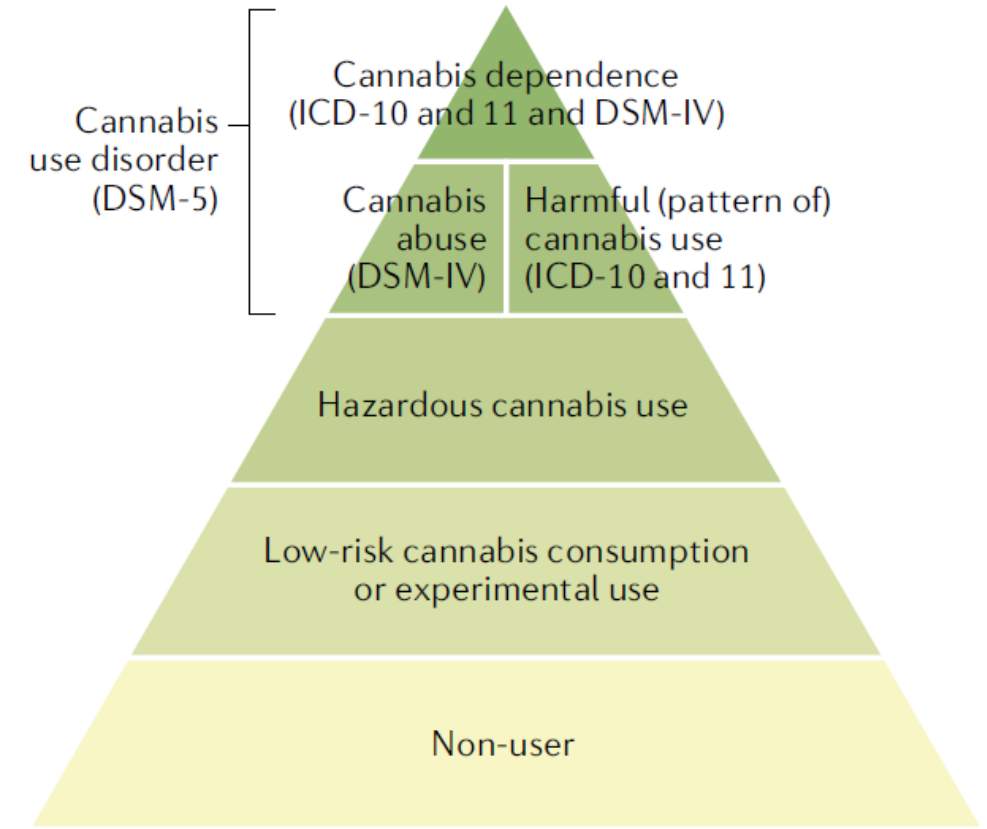 Cannabis dependence
(ICD-10 and 11 and DSM-IV)
Cannabis
use disorder
(DSM-5)
Cannabis
abuse
(DSM-IV)
Harmful (pattern of)
cannabis use
(ICD-10 and 11)
Hazardous cannabis use
Low-risk cannabis consumption
or experimental use
Non-user